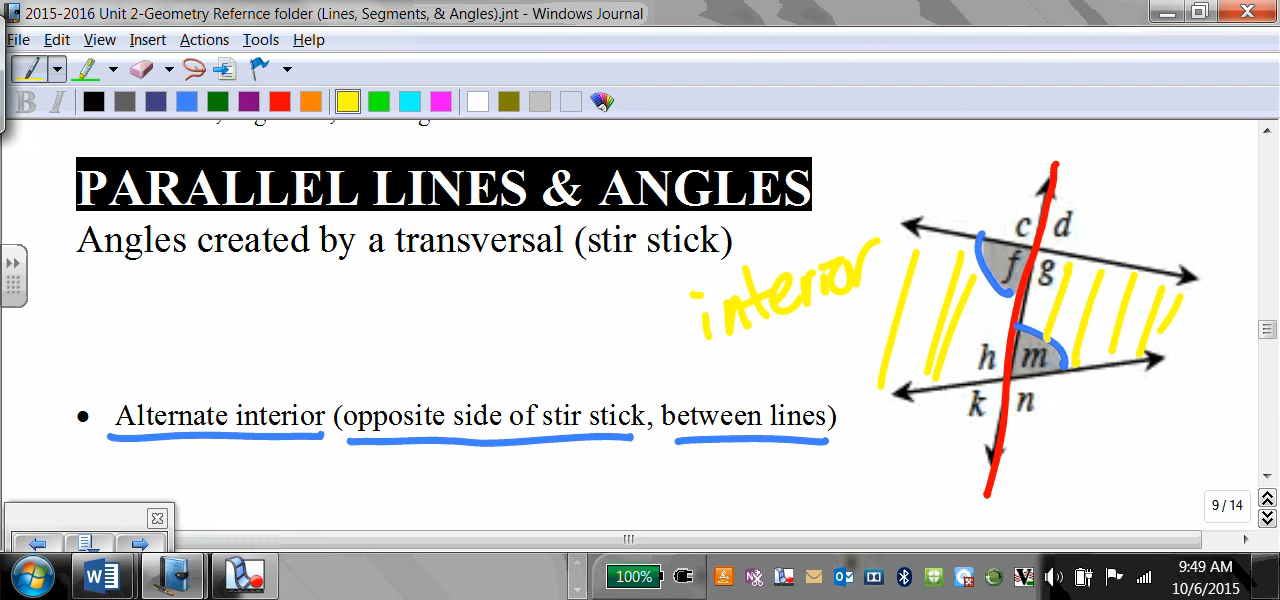 2015-2016 Unit 2-Geometry Refernce folder (Lines, Segments, & Angles).jnt - Windows Journal
File Edit View Insert Actions Tools Help
B I
PARALLEL LINES & ANGLES
Angles created by a transversal (stir stick)
interior
c d
f g
h m
k n
• Alternate interior (opposite side of stir stick, between lines)
9 / 14
100%
9:49 AM
10/6/2015